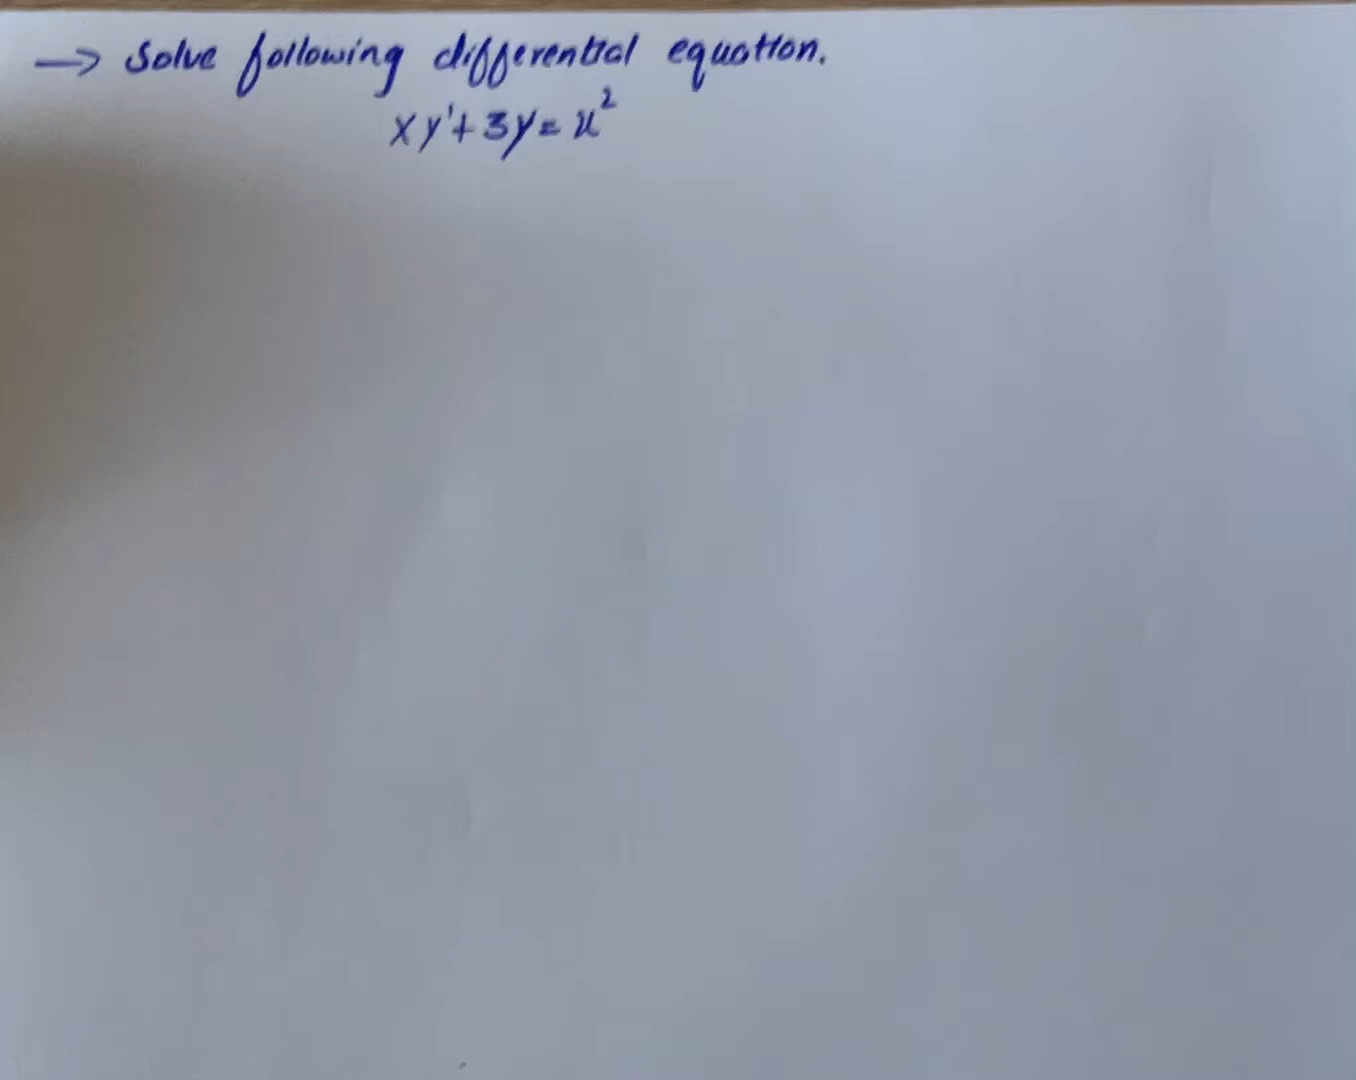 → Solve following differential equation.
xy'+3y=x²